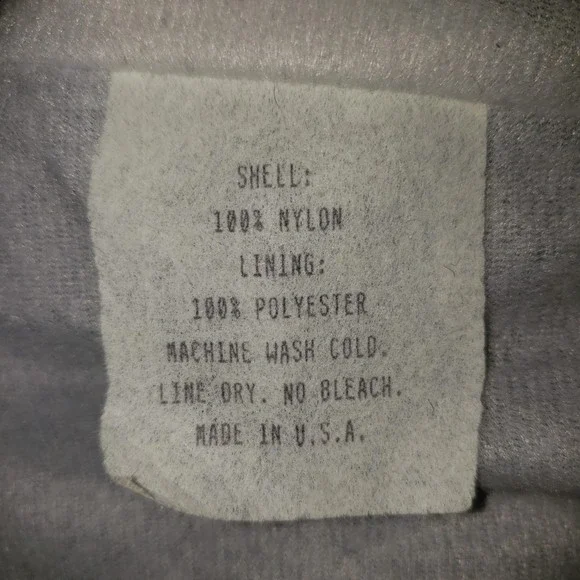 SHELL:
100% NYLON
LINING:
100% POLYESTER
MACHINE WASH COLD.
LINE DRY. NO BLEACH.
MADE IN U.S.A.